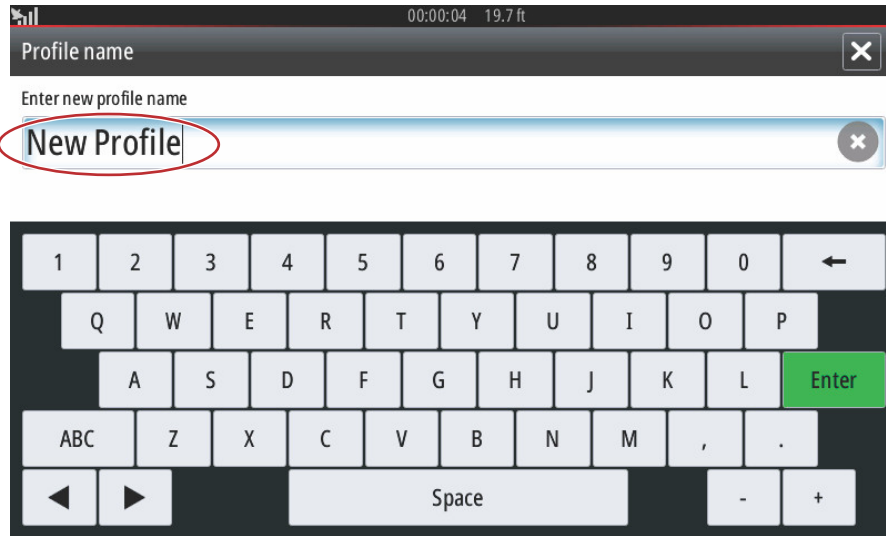 00:00:04 19.7 ft
Profile name
Enter new profile name
New Profile
1 2 3 4 5 6 7 8 9 0
Q W E R T Y U I O P
A S D F G H J K L Enter
ABC Z X C V B N M , .
Space - +